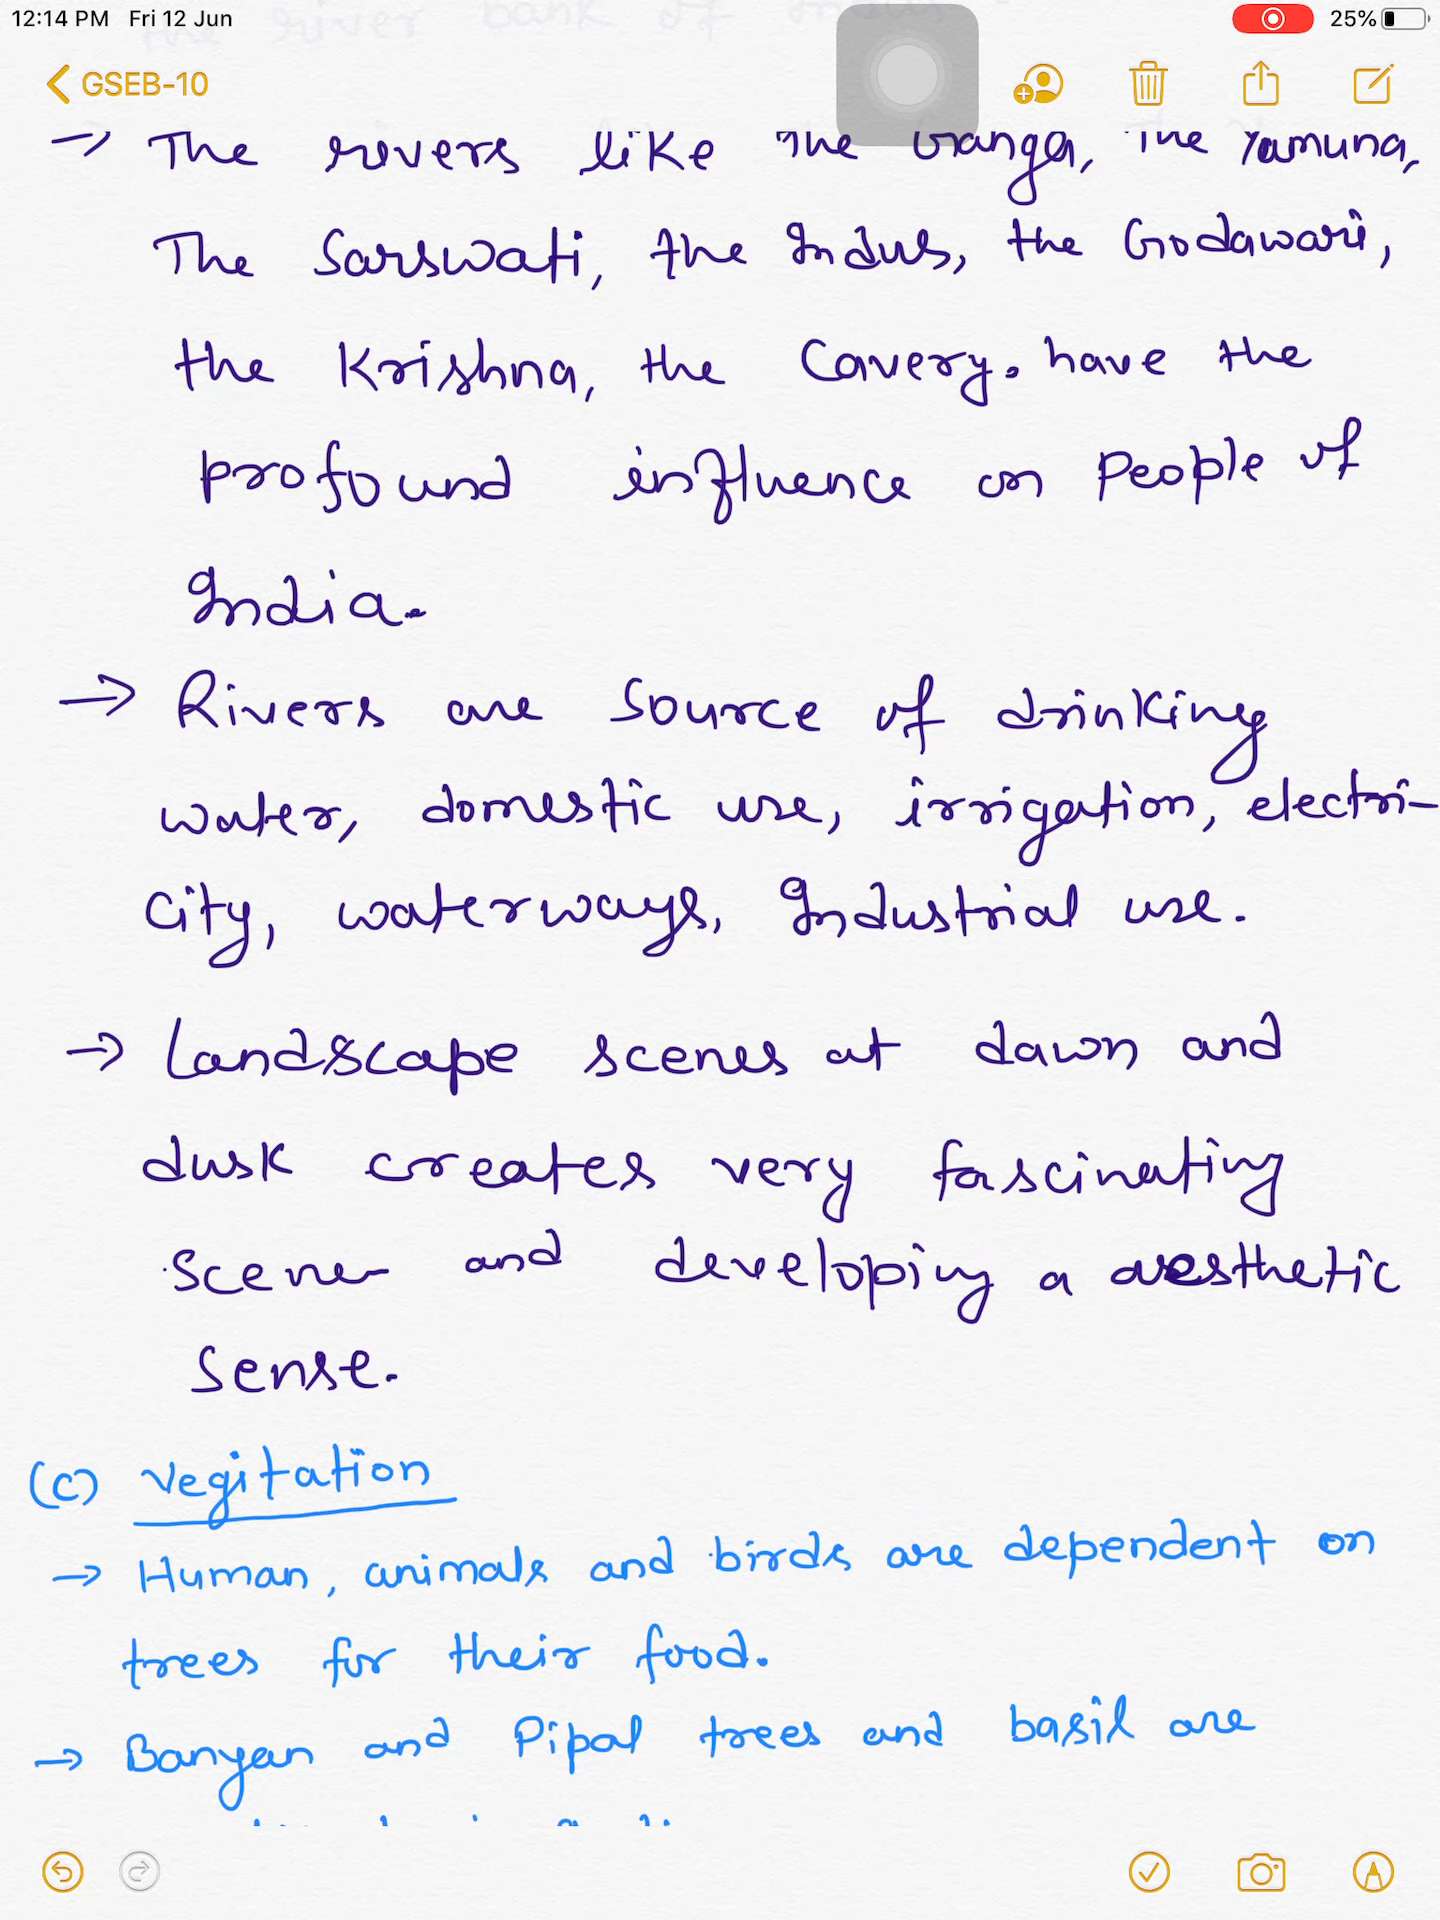 the river bank of
12:14 PM Fri 12 Jun
25%
GSEB-10
→ The rivers like The Ganga, The Yamuna,
The Sarswati, the Indus, the Godawari,
the Krishna, the Cavery. have the
profound influence on People of
India.
→ Rivers are Source of drinking
water, domestic use, irrigation, electri-
city, waterways, Industrial use.
→ Landscape scenes at dawn and
dusk creates very fascinating
scene and developing a aesthetic
sense.
(c) Vegitation
→ Human, animals and birds are dependent on
trees for their food.
→ Banyan and Pipal trees and basil are